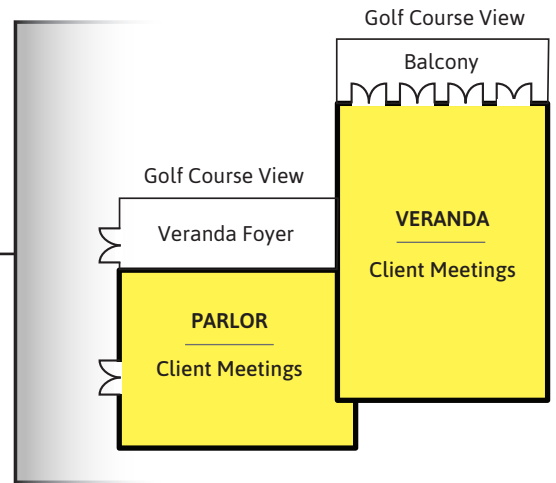 Golf Course View
Balcony
Golf Course View
Veranda Foyer
VERANDA
Client Meetings
PARLOR
Client Meetings